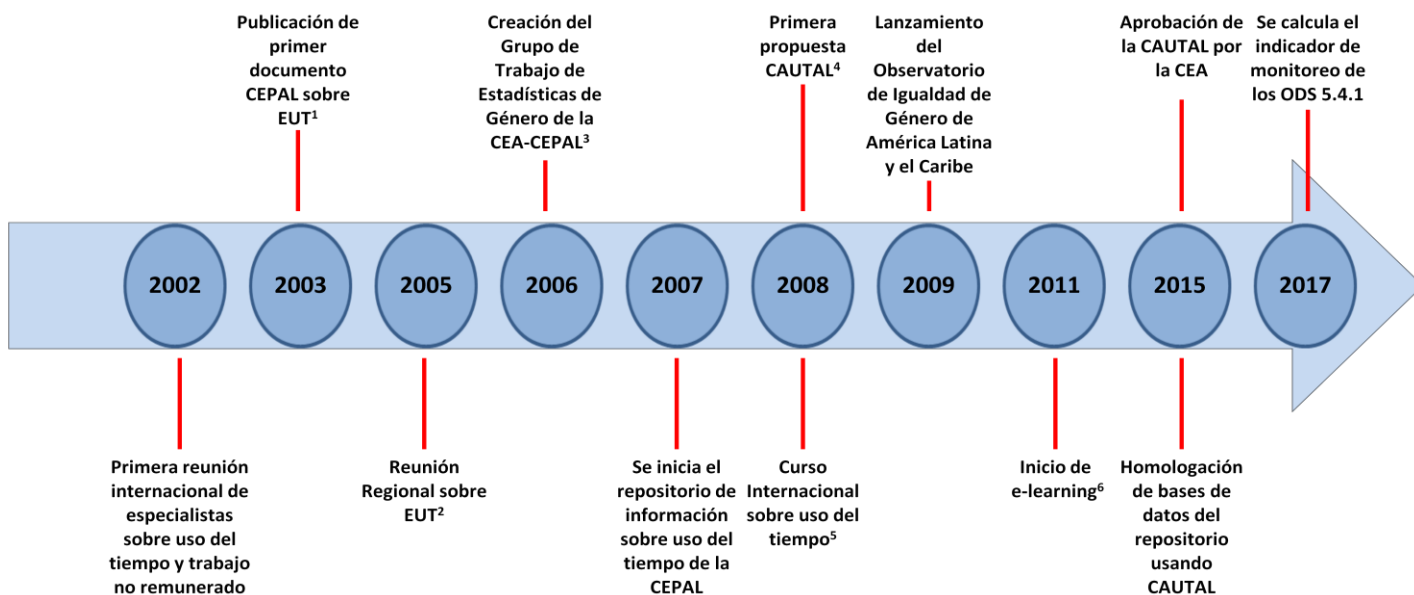 Publicación de
primer
documento
CEPAL sobre
EUT¹
Creación del
Grupo de
Trabajo de
Estadísticas de
Género de la
CEA-CEPAL³
Primera
propuesta
CAUTAL⁴
Lanzamiento
del
Observatorio
de Igualdad de
Género de
América Latina
y el Caribe
Aprobación de
la CAUTAL por
la CEA
Se calcula el
indicador de
monitoreo de
los ODS 5.4.1
2002
2003
2005
2006
2007
2008
2009
2011
2015
2017
Primera reunión
internacional de
especialistas
sobre uso del
tiempo y trabajo
no remunerado
Reunión
Regional sobre
EUT²
Se inicia el
repositorio de
información
sobre uso del
tiempo de la
CEPAL
Curso
Internacional
sobre uso del
tiempo⁵
Inicio de
e-learning⁶
Homologación
de bases de
datos del
repositorio
usando
CAUTAL